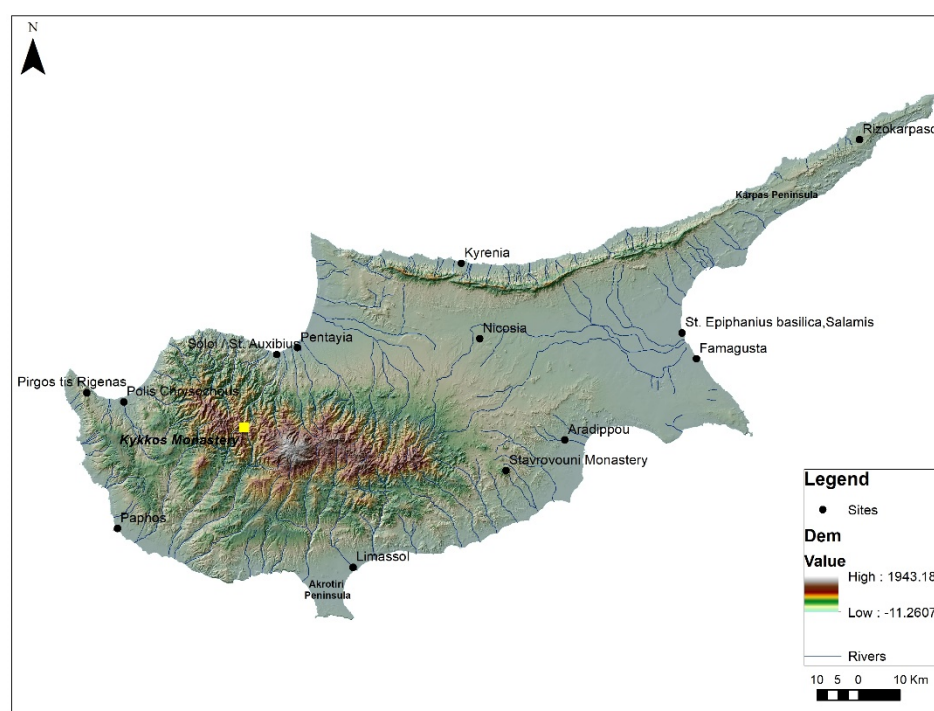 N
Rizokarpaso
Karpas Peninsula
Kyrenia
St. Epiphanius basilica,Salamis
Nicosia
Pentayia
Soloi / St. Auxibius
Famagusta
Pirgos tis Rigenas
Polis Chrysochous
Kykkos Monastery
Aradippou
Stavrovouni Monastery
Paphos
Limassol
Akrotiri
Peninsula
Legend
Sites
Dem
Value
High : 1943.18
Low : -11.2607
Rivers
10 5 0 10 Km